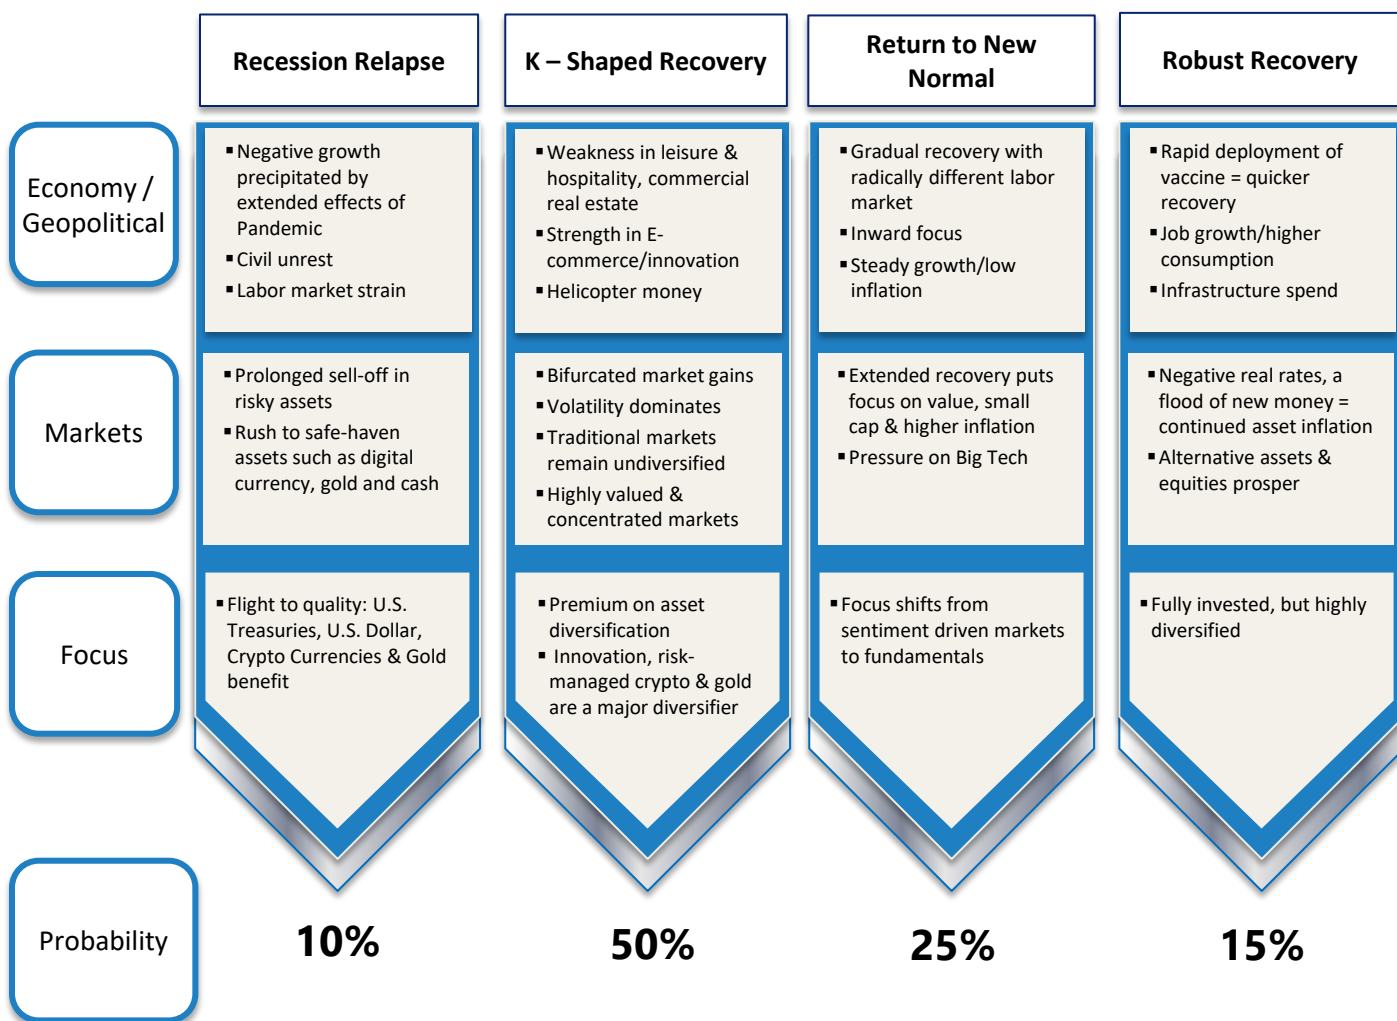 Recession Relapse
K – Shaped Recovery
Return to New
Normal
Robust Recovery
Economy /
Geopolitical
▪ Negative growth
precipitated by
extended effects of
Pandemic
▪ Civil unrest
▪ Labor market strain
▪ Weakness in leisure &
hospitality, commercial
real estate
▪ Strength in E-
commerce/innovation
▪ Helicopter money
▪ Gradual recovery with
radically different labor
market
▪ Inward focus
▪ Steady growth/low
inflation
▪ Rapid deployment of
vaccine = quicker
recovery
▪ Job growth/higher
consumption
▪ Infrastructure spend
Markets
▪ Prolonged sell-off in
risky assets
▪ Rush to safe-haven
assets such as digital
currency, gold and cash
▪ Bifurcated market gains
▪ Volatility dominates
▪ Traditional markets
remain undiversified
▪ Highly valued &
concentrated markets
▪ Extended recovery puts
focus on value, small
cap & higher inflation
▪ Pressure on Big Tech
▪ Negative real rates, a
flood of new money =
continued asset inflation
▪ Alternative assets &
equities prosper
Focus
▪ Flight to quality: U.S.
Treasuries, U.S. Dollar,
Crypto Currencies & Gold
benefit
▪ Premium on asset
diversification
▪ Innovation, risk-
managed crypto & gold
are a major diversifier
▪ Focus shifts from
sentiment driven markets
to fundamentals
▪ Fully invested, but highly
diversified
Probability
10%
50%
25%
15%